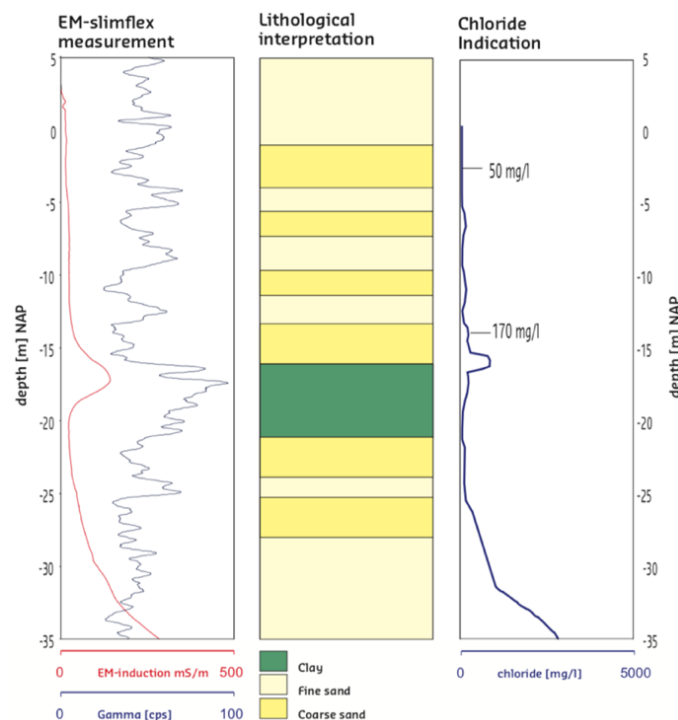 EM-slimflex
measurement
Lithological
interpretation
Chloride
Indication
5
0
-5
-10
-15
-20
-25
-30
-35
depth [m] NAP
50 mg/l
170 mg/l
5
0
-5
-10
-15
-20
-25
-30
-35
depth [m] NAP
0 EM-induction mS/m 500
0 Gamma [cps] 100
Clay
Fine sand
Coarse sand
0 chloride [mg/l] 5000